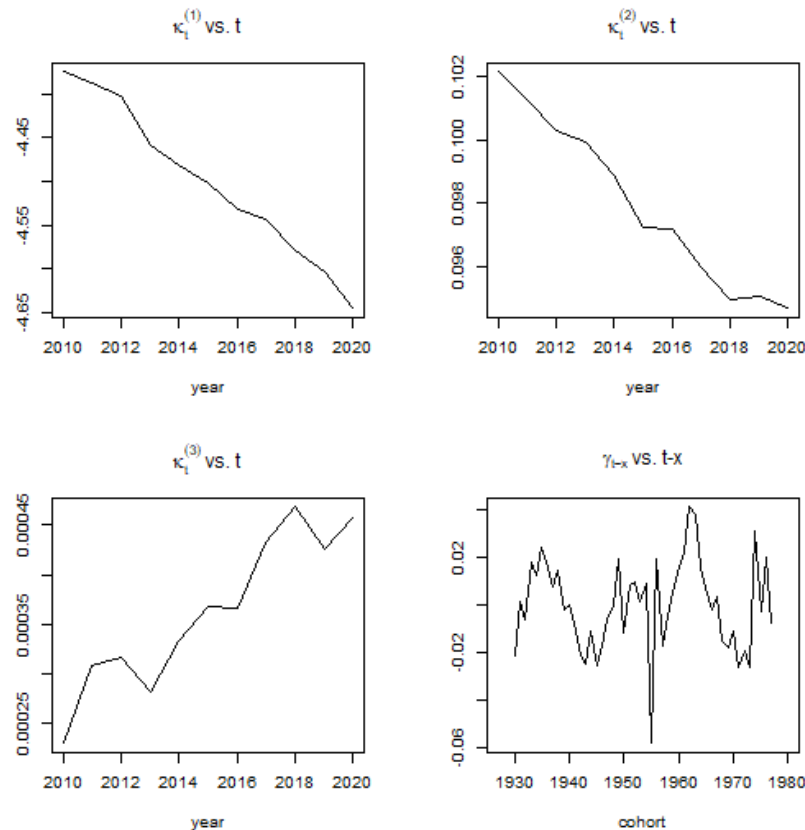 κt(1) vs. t
κt(2) vs. t
-4.45
-4.55
-4.65
2010 2012 2014 2016 2018 2020
year
0.102
0.100
0.098
0.096
2010 2012 2014 2016 2018 2020
year
κt(3) vs. t
γt−x vs. t-x
0.00045
0.00035
0.00025
2010 2012 2014 2016 2018 2020
year
0.02
-0.02
-0.06
1930 1940 1950 1960 1970 1980
cohort